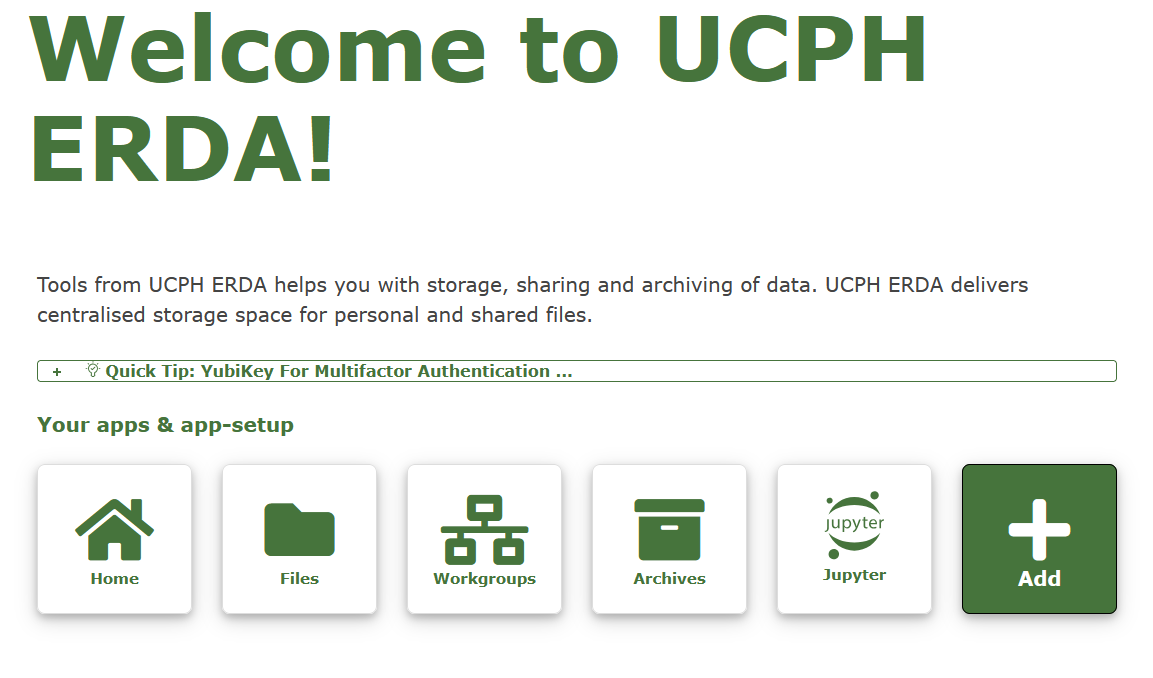 Welcome to UCPH
ERDA!
Tools from UCPH ERDA helps you with storage, sharing and archiving of data. UCPH ERDA delivers
centralised storage space for personal and shared files.
+ Quick Tip: YubiKey For Multifactor Authentication ...
Your apps & app-setup
jupyter
Home Files Workgroups Archives Jupyter Add